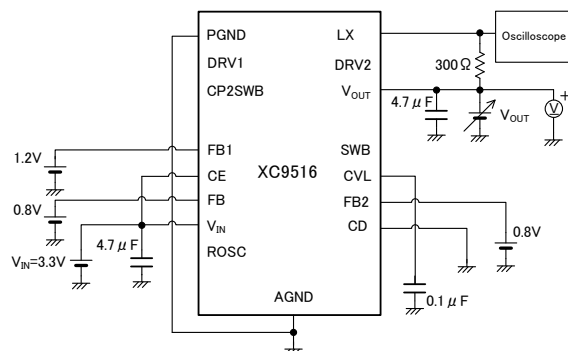 PGND
LX
Oscilloscope
DRV1
DRV2
300Ω
CP2SWB
VOUT
4.7μF
VOUT
V
+
1.2V
FB1
SWB
CE
XC9516
CVL
0.8V
FB
FB2
VIN
CD
0.8V
VIN=3.3V
4.7μF
ROSC
AGND
0.1μF